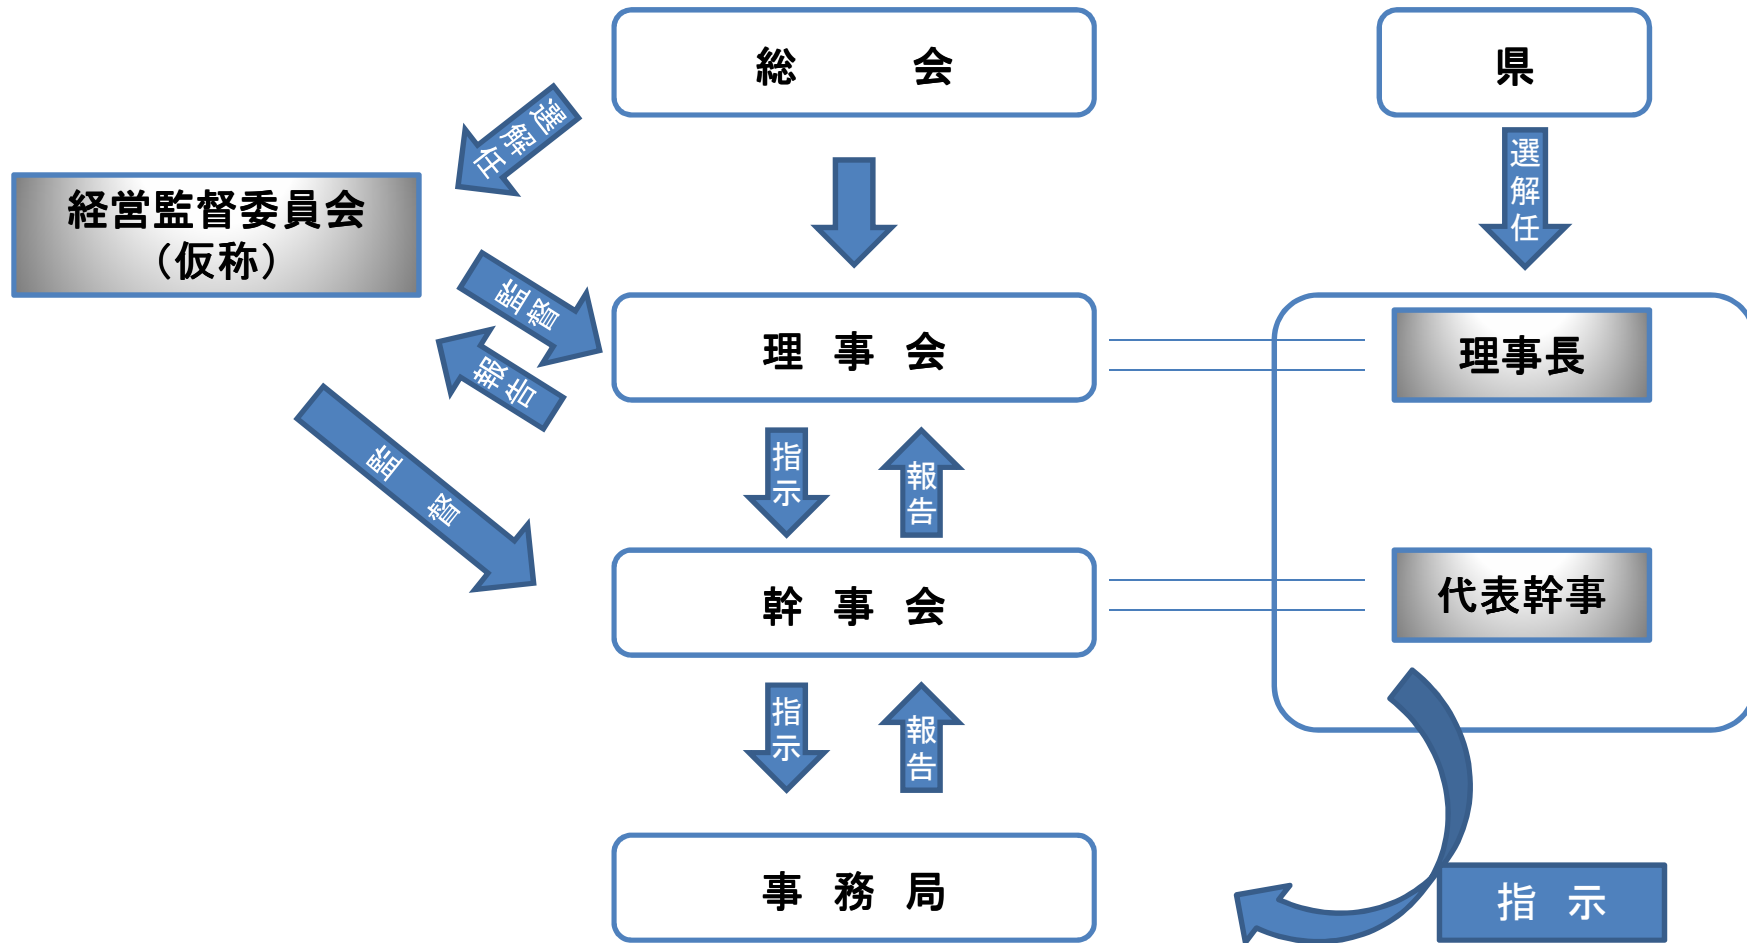 総　会
県
選解任
選解任
経営監督委員会
（仮称）
監督
報告
理 事 会
理事長
監 督
指示
報告
幹 事 会
代表幹事
指示
報告
事 務 局
指 示